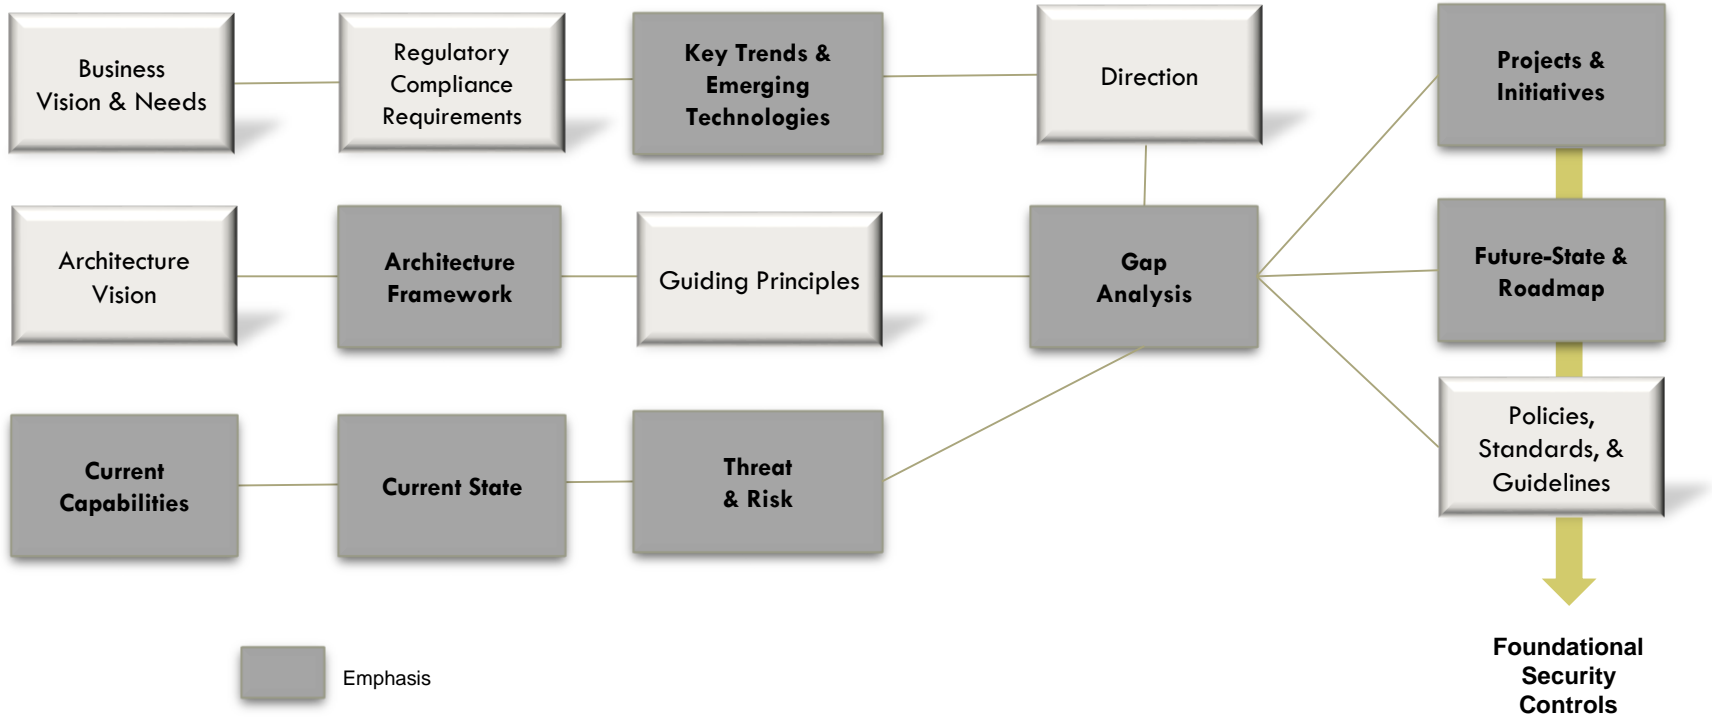 Business
Vision & Needs
Regulatory
Compliance
Requirements
Key Trends &
Emerging
Technologies
Direction
Projects &
Initiatives
Architecture
Vision
Architecture
Framework
Guiding Principles
Gap
Analysis
Future-State &
Roadmap
Current
Capabilities
Current State
Threat
& Risk
Policies,
Standards, &
Guidelines
Emphasis
Foundational
Security
Controls